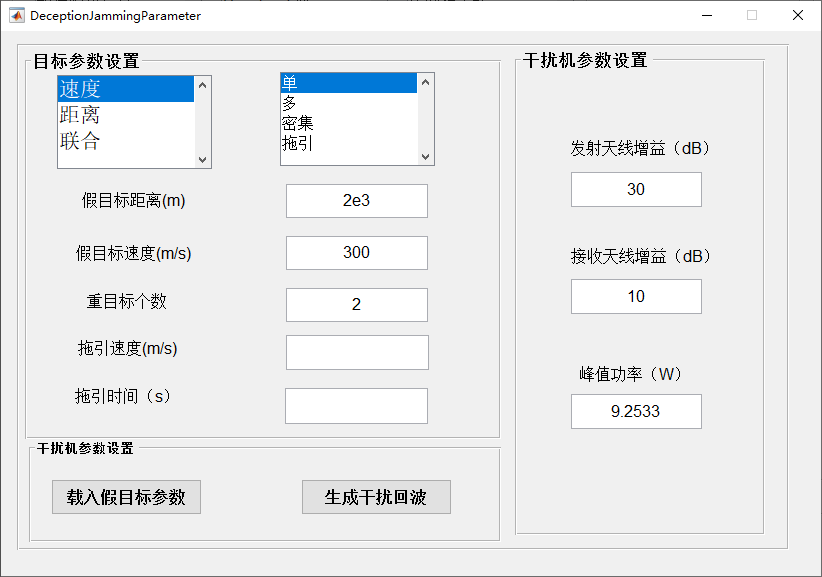 DeceptionJammingParameter
目标参数设置
速度
距离
联合
单
多
密集
拖引
假目标距离(m)
2e3
假目标速度(m/s)
300
重目标个数
2
拖引速度(m/s)
拖引时间（s）
干扰机参数设置
发射天线增益（dB）
30
接收天线增益（dB）
10
峰值功率（W）
9.2533
干扰机参数设置
载入假目标参数
生成干扰回波